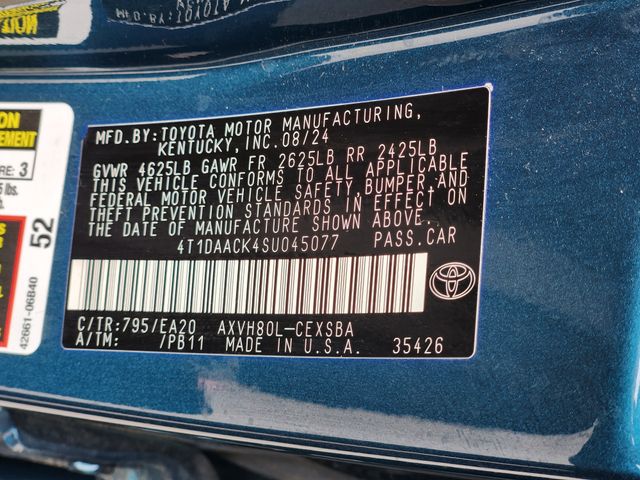 MFD.BY:TOYOTA MOTOR MANUFACTURING,
KENTUCKY, INC. 08/24
GVWR 4625LB GAWR FR 2625LB RR 2425LB
THIS VEHICLE CONFORMS TO ALL APPLICABLE
FEDERAL MOTOR VEHICLE SAFETY, BUMPER, AND
THEFT PREVENTION STANDARDS IN EFFECT ON
THE DATE OF MANUFACTURE SHOWN ABOVE.
4T1DAACK4SU045077 PASS.CAR
C/TR:795/EA20 AXVH80L-CEXSBA
A/TM: /PB11 MADE IN U.S.A. 35426
52
42661-06B40